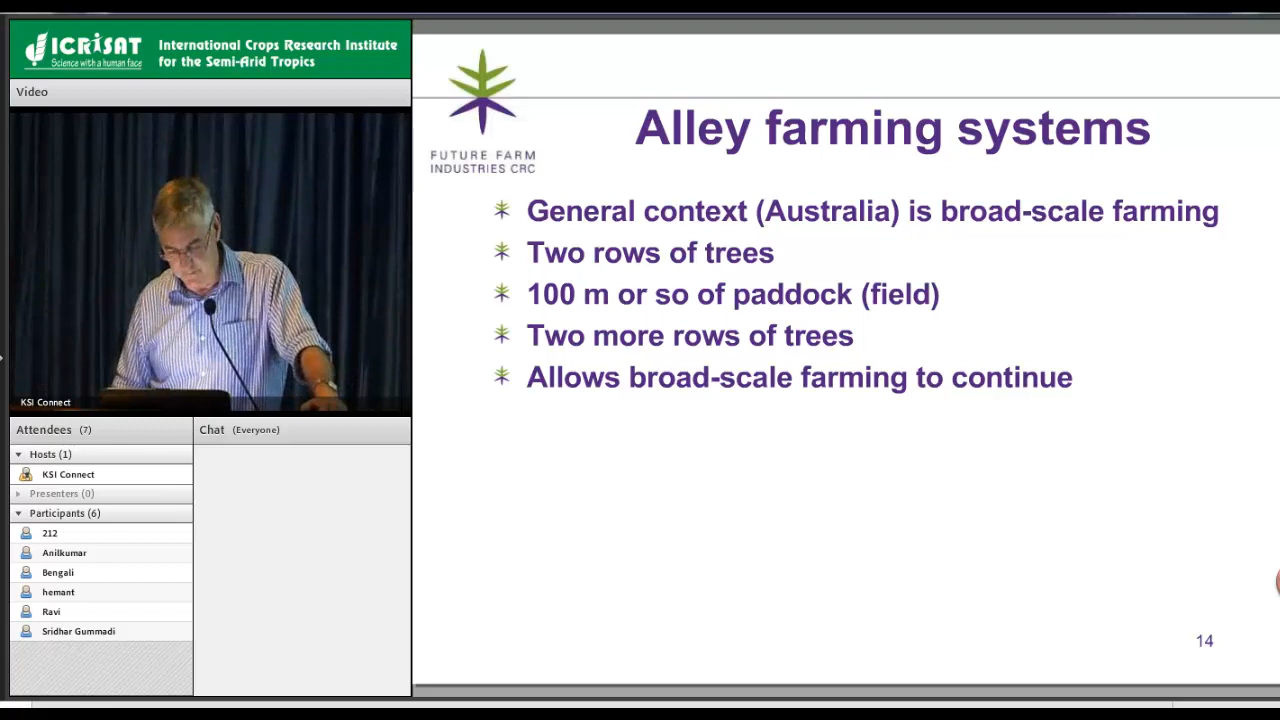 ICRISAT
Science with a human face
International Crops Research Institute
for the Semi-Arid Tropics
Video
KSI Connect
Attendees (7)
Hosts (1)
KSI Connect
Presenters (0)
Participants (6)
212
Anilkumar
Bengali
hemant
Ravi
Sridhar Gummadi
Chat (Everyone)
FUTURE FARM
INDUSTRIES CRC
Alley farming systems
General context (Australia) is broad-scale farming
Two rows of trees
100 m or so of paddock (field)
Two more rows of trees
Allows broad-scale farming to continue
14